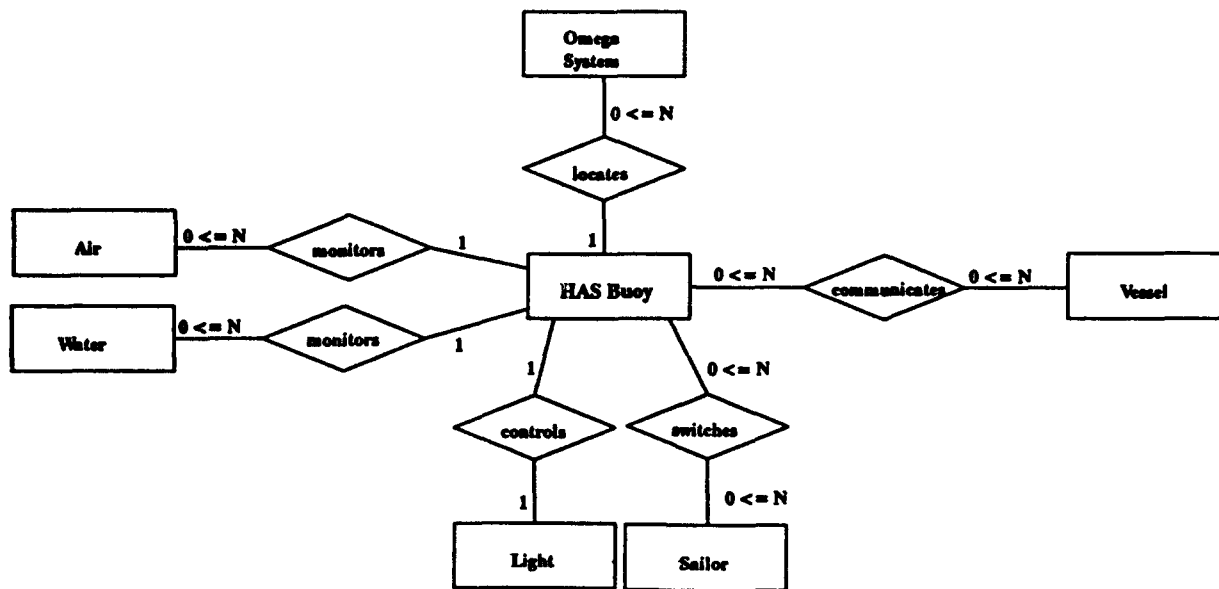 Omega
System
0 <= N
locates
1
Air
0 <= N
monitors
1
HAS Buoy
0 <= N
communicates
0 <= N
Vessel
Water
0 <= N
monitors
1
1
0 <= N
controls
switches
1
0 <= N
Light
Sailor